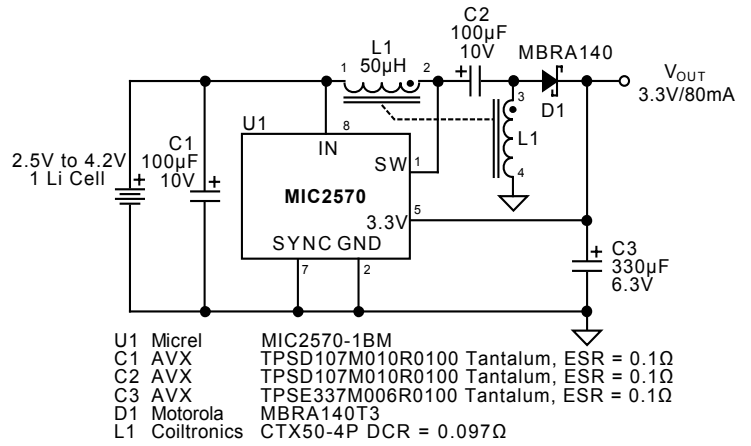 C2
100µF
10V
MBRA140
L1
50µH
1
2
+
D1
VOUT
3.3V/80mA
3
L1
4
U1
8
IN
SW
1
MIC2570
3.3V
5
SYNC GND
7
2
2.5V to 4.2V
1 Li Cell
+
C1
100µF
10V
+
+
C3
330µF
6.3V
U1 Micrel MIC2570-1BM
C1 AVX TPSD107M010R0100 Tantalum, ESR = 0.1Ω
C2 AVX TPSD107M010R0100 Tantalum, ESR = 0.1Ω
C3 AVX TPSE337M006R0100 Tantalum, ESR = 0.1Ω
D1 Motorola MBRA140T3
L1 Coiltronics CTX50-4P DCR = 0.097Ω